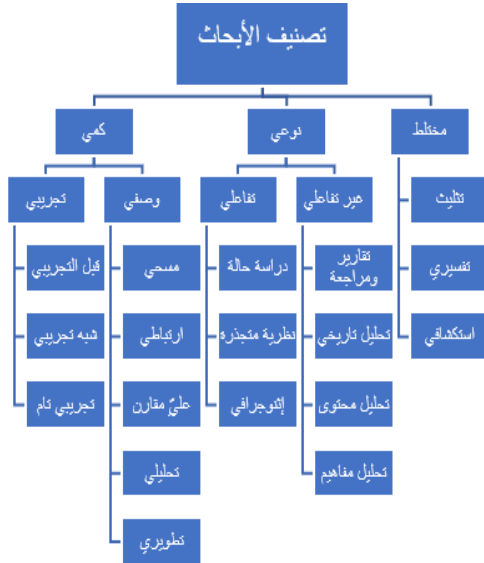 تصنيف الأبحاث
مختلط
نوعي
كمي
تثليث
تفسيري
استكشافي
غير تفاعلي
تقارير
ومراجعة
تحليل تاريخي
تحليل محتوى
تحليل مفاهيم
تفاعلي
دراسة حالة
نظرية متجذرة
إثنوجرافي
وصفي
مسحي
ارتباطي
عليّ مقارن
تحليلي
تطويري
تجريبي
قبل التجريبي
شبه تجريبي
تجريبي تام